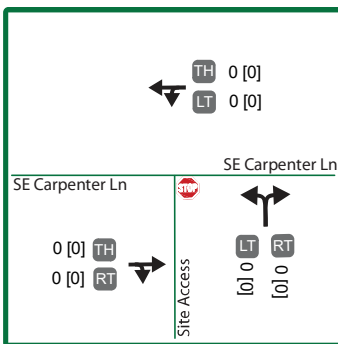 TH 0 [0]
LT 0 [0]
SE Carpenter Ln
SE Carpenter Ln
STOP
0 [0] TH
0 [0] RT
Site Access
LT RT
0 [0] 0 [0]